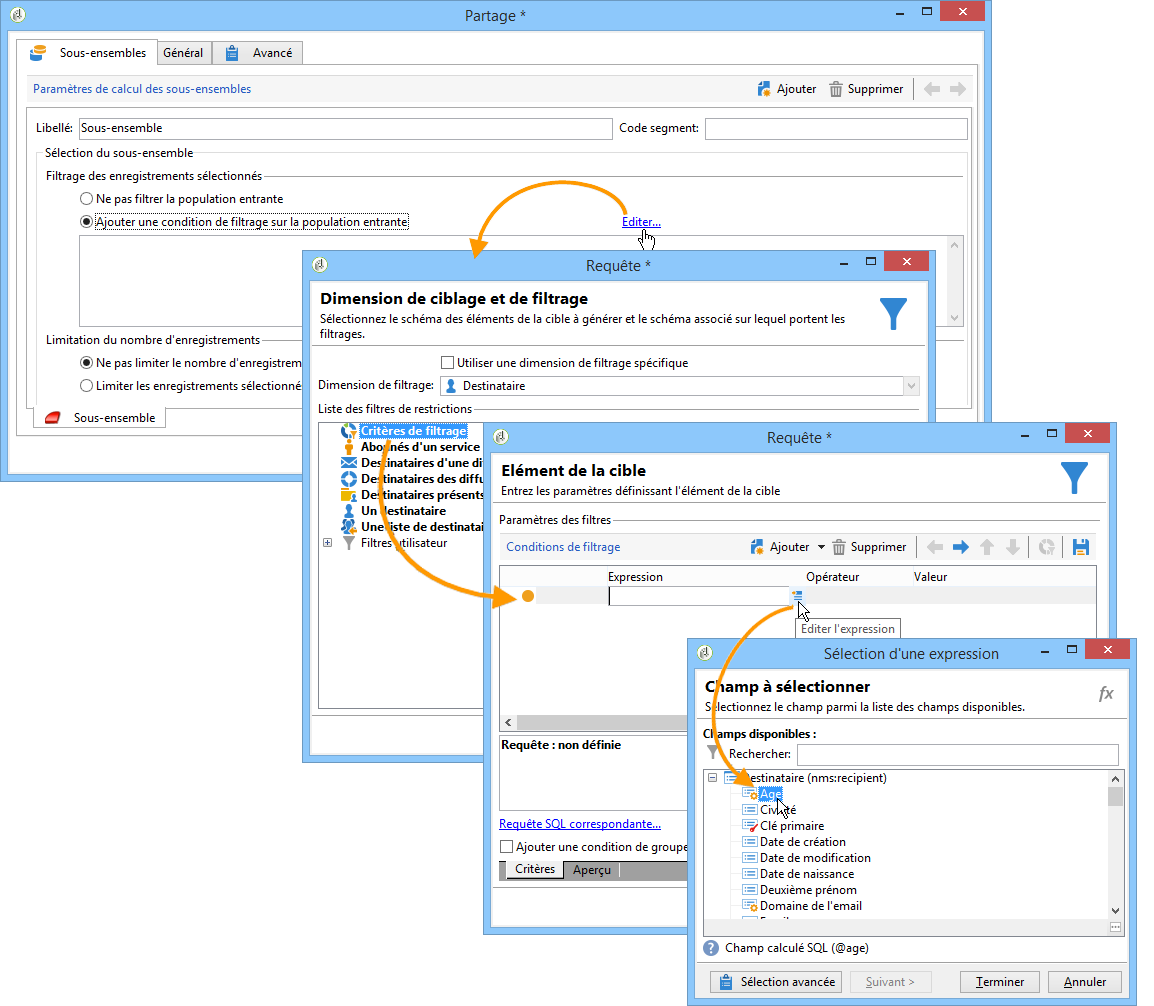 Partage *
Sous-ensembles Général Avancé
Paramètres de calcul des sous-ensembles Ajouter Supprimer
Libellé: Sous-ensemble Code segment:
Sélection du sous-ensemble
Filtrage des enregistrements sélectionnés
Ne pas filtrer la population entrante
Ajouter une condition de filtrage sur la population entrante Editer...
Limitation du nombre d'enregistrements
Ne pas limiter le nombre d'enregistrem
Limiter les enregistrements sélectionné
Sous-ensemble
Requête *
Dimension de ciblage et de filtrage
Sélectionnez le schéma des éléments de la cible à générer et le schéma associé sur lequel portent les
filtrages.
Utiliser une dimension de filtrage spécifique
Dimension de filtrage: Destinataire
Liste des filtres de restrictions
Critères de filtrage
Abonnés d'un service
Destinataires d'une di
Destinataires des diffu
Destinataires présents
Un destinataire
Une liste de destinatai
Filtres utilisateur
Requête *
Elément de la cible
Entrez les paramètres définissant l'élément de la cible
Paramètres des filtres
Conditions de filtrage Ajouter Supprimer
Expression Opérateur Valeur
Editer l'expression
Requête : non définie
Requête SQL correspondante...
Ajouter une condition de groupe
Critères Aperçu
Sélection d'une expression
Champ à sélectionner
Sélectionnez le champ parmi la liste des champs disponibles.
fx
Champs disponibles :
Rechercher:
Destinataire (nms:recipient)
Age
Civilité
Clé primaire
Date de création
Date de modification
Date de naissance
Deuxième prénom
Domaine de l'email
Champ calculé SQL (@age)
Sélection avancée Suivant > Terminer Annuler